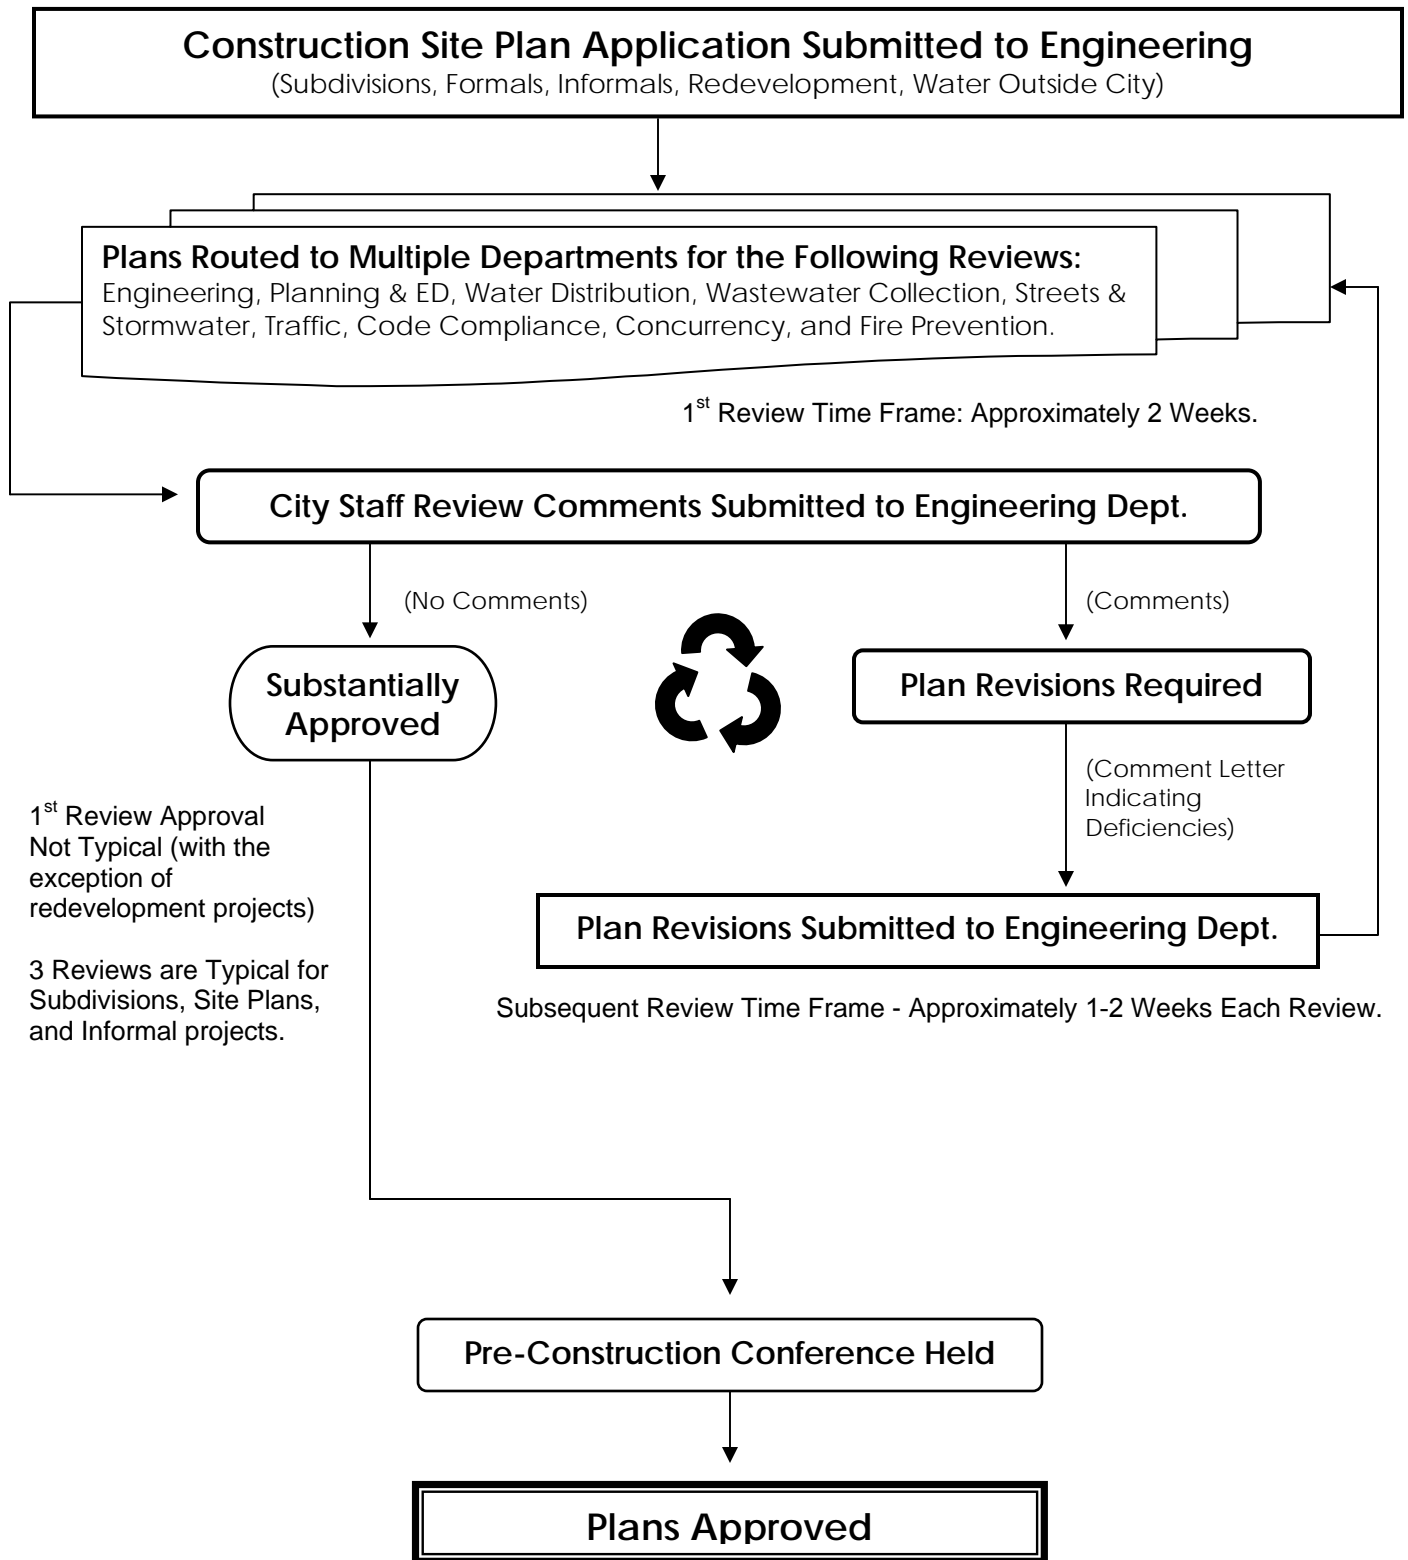 Construction Site Plan Application Submitted to Engineering
(Subdivisions, Formals, Informals, Redevelopment, Water Outside City)
Plans Routed to Multiple Departments for the Following Reviews:
Engineering, Planning & ED, Water Distribution, Wastewater Collection, Streets &
Stormwater, Traffic, Code Compliance, Concurrency, and Fire Prevention.
1st Review Time Frame: Approximately 2 Weeks.
City Staff Review Comments Submitted to Engineering Dept.
(No Comments)
(Comments)
Substantially
Approved
Plan Revisions Required
(Comment Letter
Indicating
Deficiencies)
1st Review Approval
Not Typical (with the
exception of
redevelopment projects)
3 Reviews are Typical for
Subdivisions, Site Plans,
and Informal projects.
Plan Revisions Submitted to Engineering Dept.
Subsequent Review Time Frame - Approximately 1-2 Weeks Each Review.
Pre-Construction Conference Held
Plans Approved